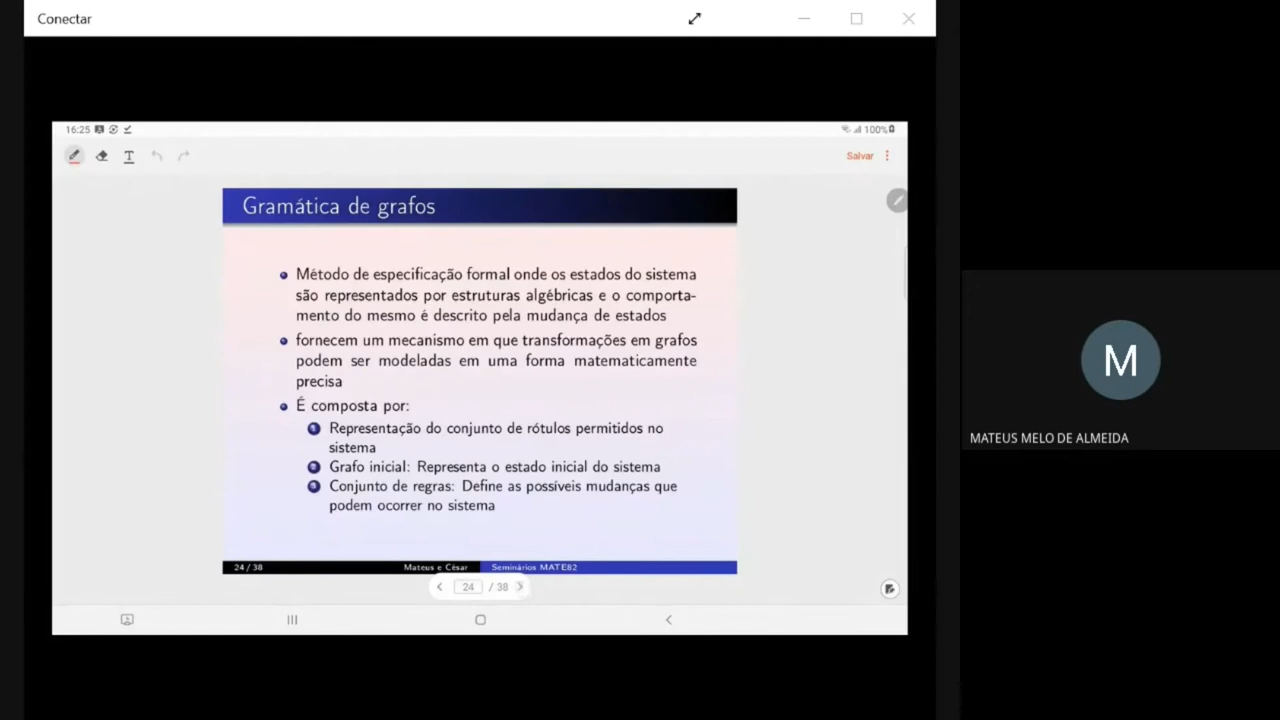 Conectar
16:25
100%
T
Salvar
Gramática de grafos
Método de especificação formal onde os estados do sistema
são representados por estruturas algébricas e o comporta-
mento do mesmo é descrito pela mudança de estados
fornecem um mecanismo em que transformações em grafos
podem ser modeladas em uma forma matematicamente
precisa
É composta por:
1 Representação do conjunto de rótulos permitidos no
sistema
2 Grafo inicial: Representa o estado inicial do sistema
3 Conjunto de regras: Define as possíveis mudanças que
podem ocorrer no sistema
24 / 38 Mateus e César Seminários MATE82
24 / 38
M
MATEUS MELO DE ALMEIDA